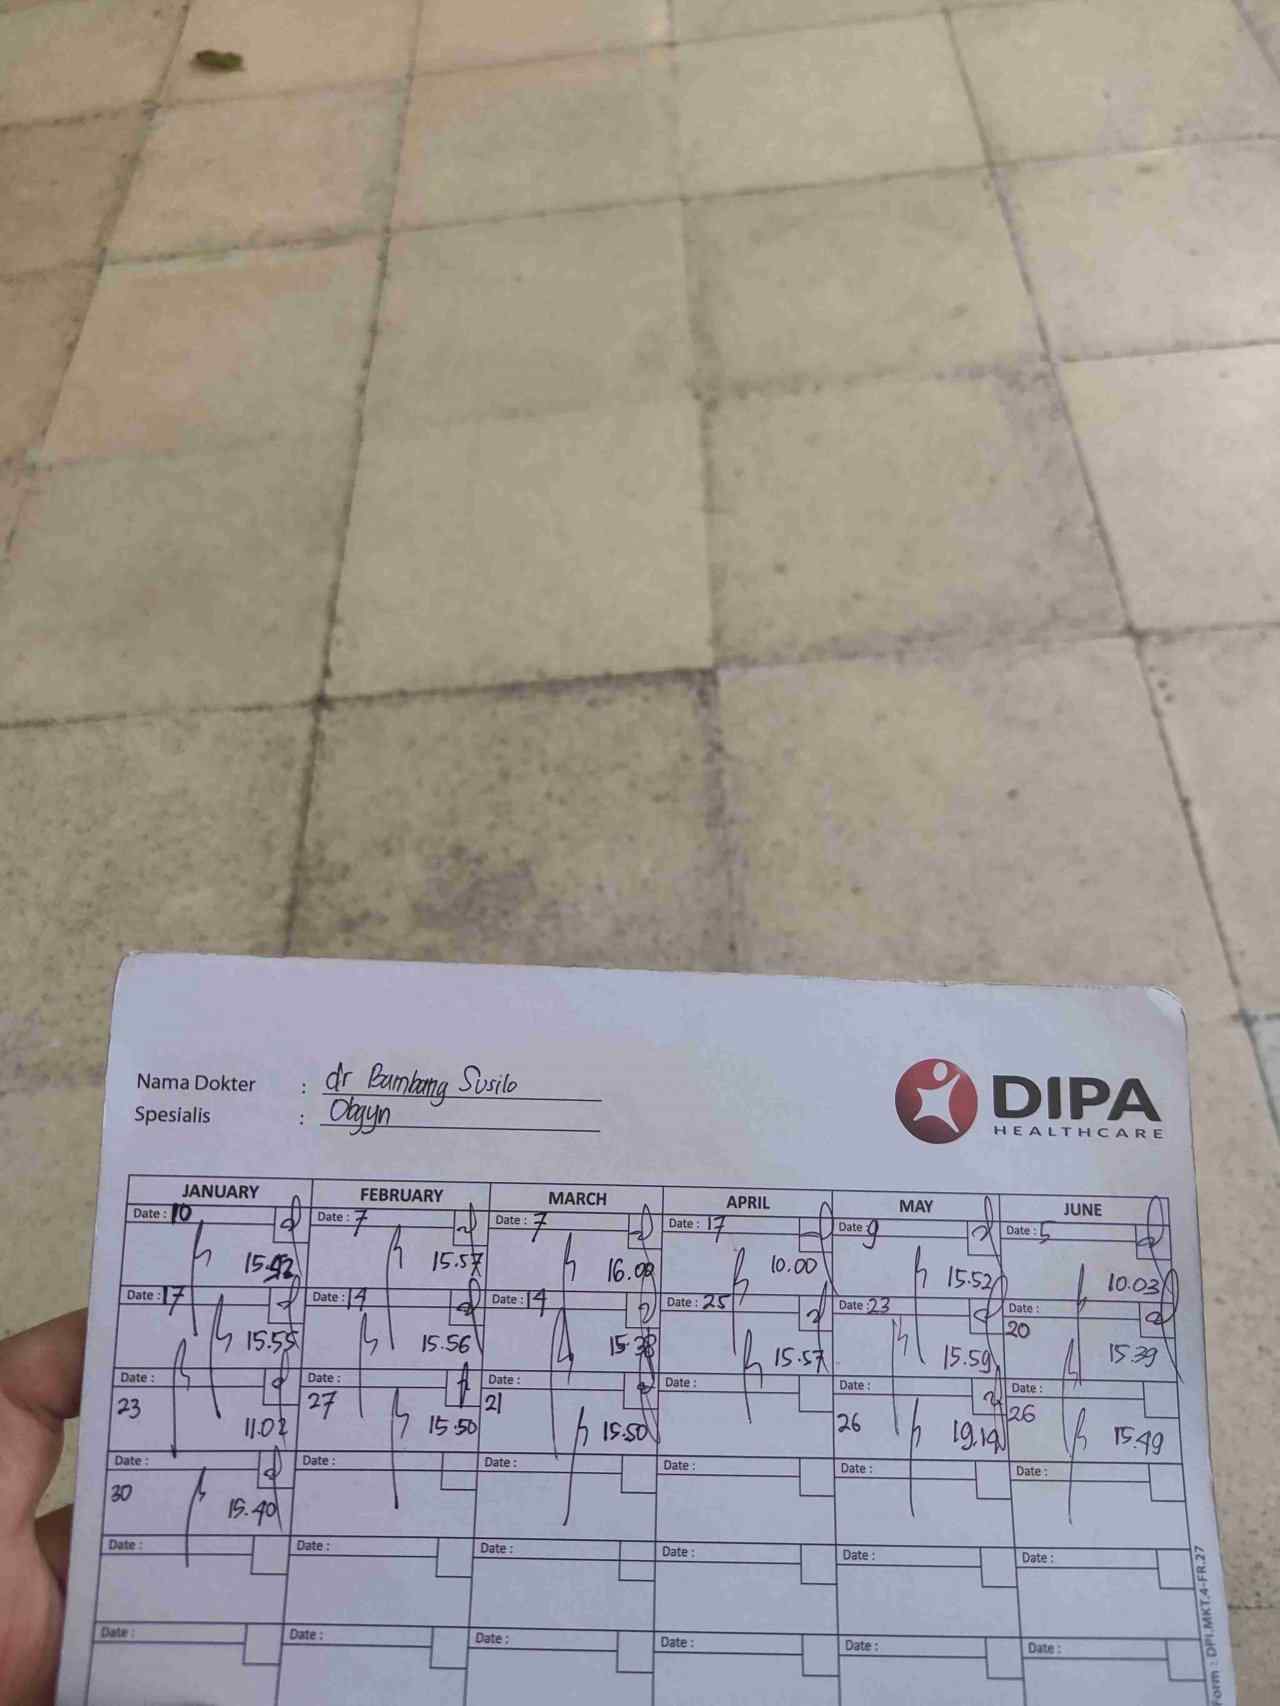 Nama Dokter : dr Bambang Susilo
Spesialis : Obgyn
DIPA
HEALTHCARE
JANUARY FEBRUARY MARCH APRIL MAY JUNE
Date : 10 Date : 7 Date : 7 Date : 17 Date : 9 Date : 5
15.57 16.00 10.00 15.52 10.03
Date : 17 Date : 14 Date : 14 Date : 25 Date : 23 Date : 20
15.55 15.56 15.38 15.57 15.59 15.39
Date : 23 Date : 27 Date : 21 Date : Date : 26 Date : 26
11.02 15.50 15.50 19.19 15.49
Date : 30 Date : Date : Date : Date : Date :
15.40
Date : Date : Date : Date : Date : Date :
Date : Date : Date : Date : Date : Date :
Form : DPI.MKT.4-FR.27